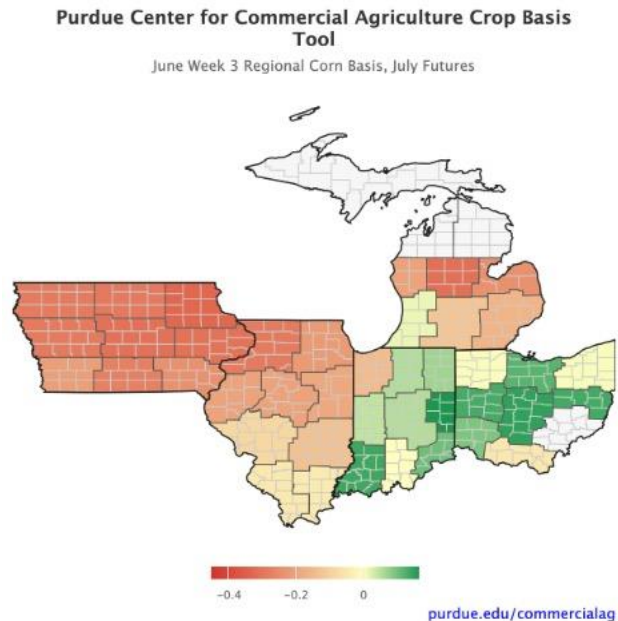 Purdue Center for Commercial Agriculture Crop Basis
Tool
June Week 3 Regional Corn Basis, July Futures
-0.4 -0.2 0
purdue.edu/commercialag